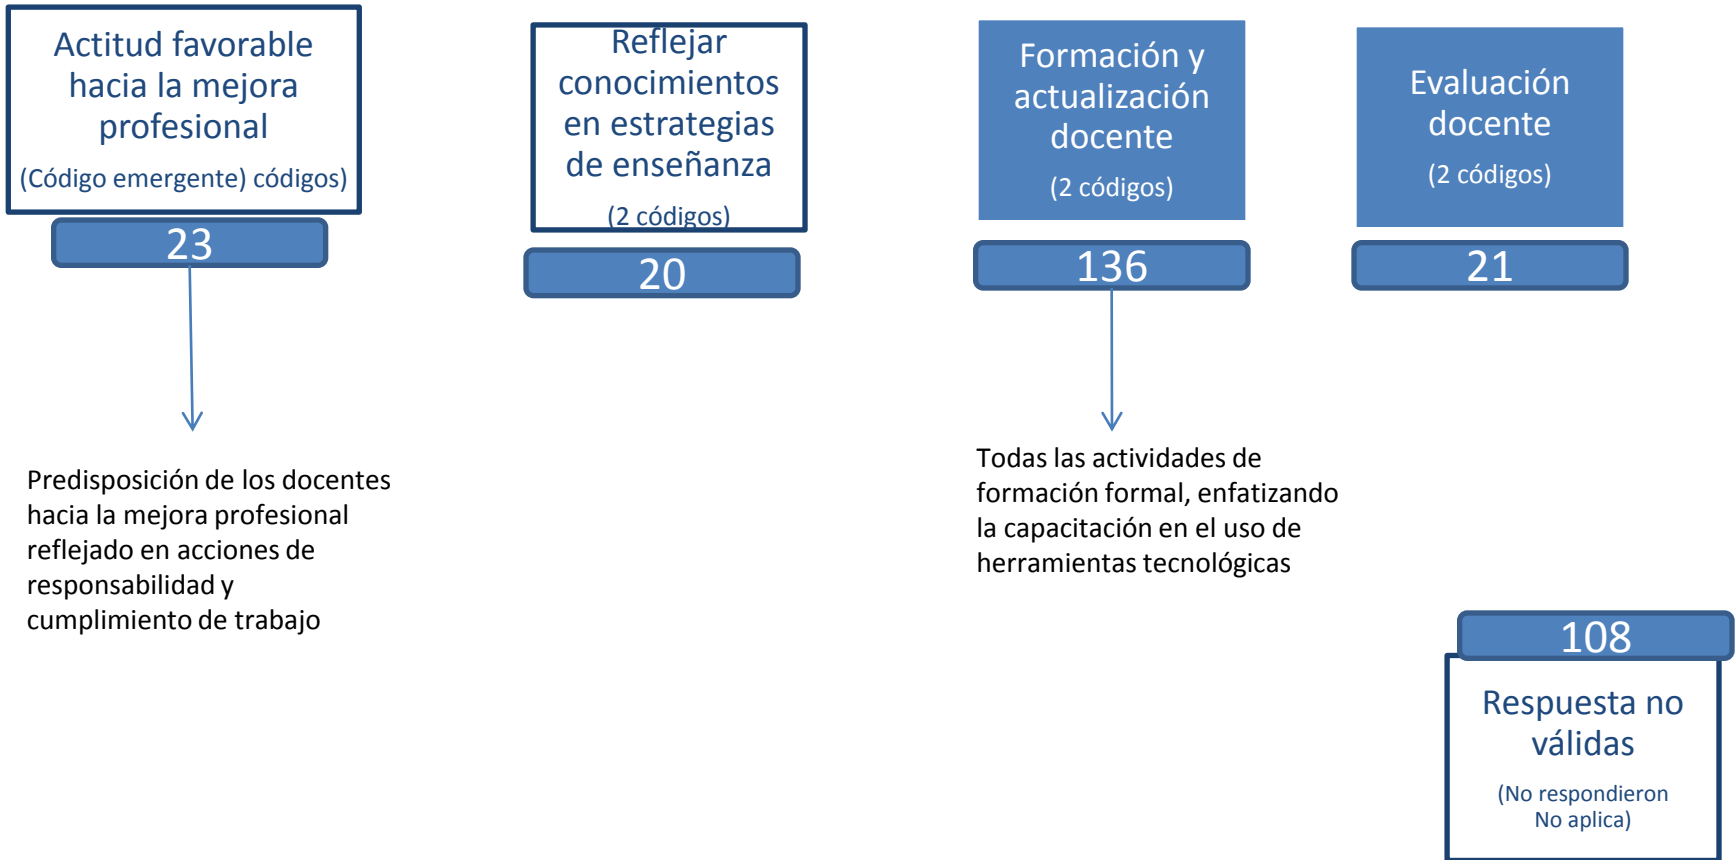 Actitud favorable
hacia la mejora
profesional
(Código emergente) códigos)
23
Predisposición de los docentes
hacia la mejora profesional
reflejado en acciones de
responsabilidad y
cumplimiento de trabajo
Reflejar
conocimientos
en estrategias
de enseñanza
(2 códigos)
20
Formación y
actualización
docente
(2 códigos)
136
Todas las actividades de
formación formal, enfatizando
la capacitación en el uso de
herramientas tecnológicas
Evaluación
docente
(2 códigos)
21
108
Respuesta no
válidas
(No respondieron
No aplica)